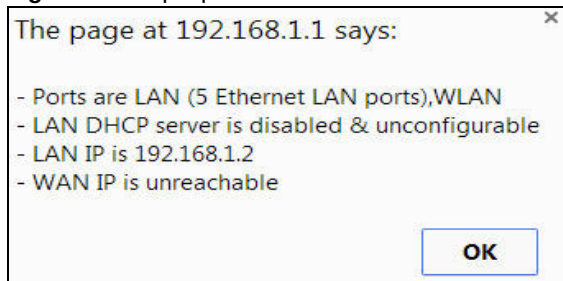 The page at 192.168.1.1 says:
×
- Ports are LAN (5 Ethernet LAN ports),WLAN
- LAN DHCP server is disabled & unconfigurable
- LAN IP is 192.168.1.2
- WAN IP is unreachable
OK